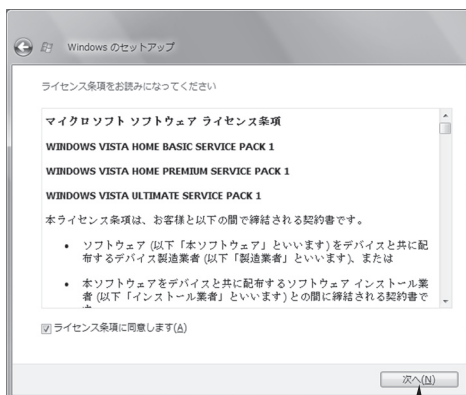 Windows のセットアップ
ライセンス条項をお読みになってください
マイクロソフト ソフトウェア ライセンス条項
WINDOWS VISTA HOME BASIC SERVICE PACK 1
WINDOWS VISTA HOME PREMIUM SERVICE PACK 1
WINDOWS VISTA ULTIMATE SERVICE PACK 1
本ライセンス条項は、お客様と以下の間で締結される契約書です。
• ソフトウェア (以下「本ソフトウェア」といいます) をデバイスと共に配
布するデバイス製造業者 (以下「製造業者」といいます)、または
• 本ソフトウェアをデバイスと共に配布するソフトウェア インストール業
者 (以下「インストール業者」といいます) との間に締結される契約書で
ライセンス条項に同意します(A)
次へ(N)